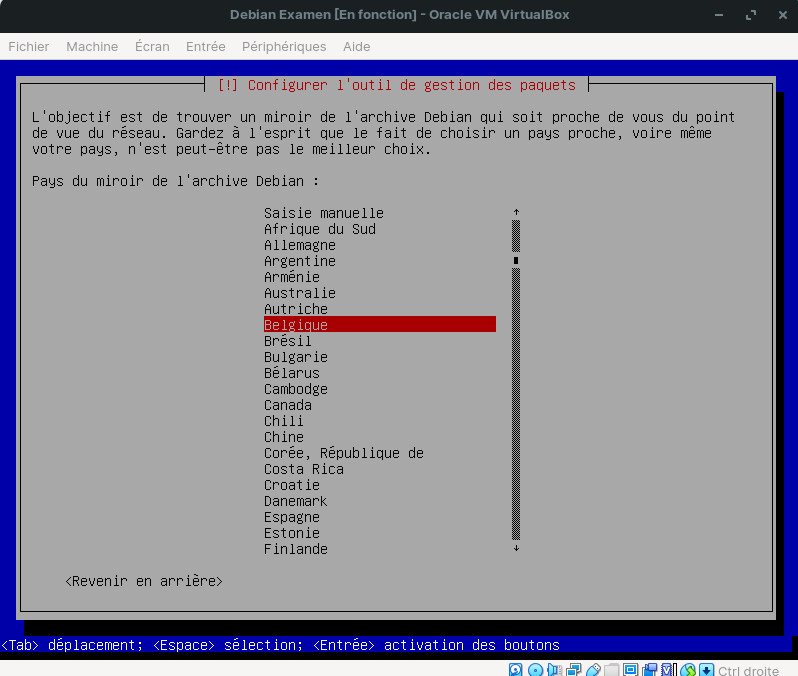 Debian Examen [En fonction] - Oracle VM VirtualBox
Fichier Machine Écran Entrée Périphériques Aide
[!] Configurer l'outil de gestion des paquets
L'objectif est de trouver un miroir de l'archive Debian qui soit proche de vous du point
de vue du réseau. Gardez à l'esprit que le fait de choisir un pays proche, voire même
votre pays, n'est peut-être pas le meilleur choix.
Pays du miroir de l'archive Debian :
Saisie manuelle
Afrique du Sud
Allemagne
Argentine
Arménie
Australie
Autriche
Belgique
Brésil
Bulgarie
Bélarus
Cambodge
Canada
Chili
Chine
Corée, République de
Costa Rica
Croatie
Danemark
Espagne
Estonie
Finlande
<Revenir en arrière>
<Tab> déplacement; <Espace> sélection; <Entrée> activation des boutons
Ctrl droite